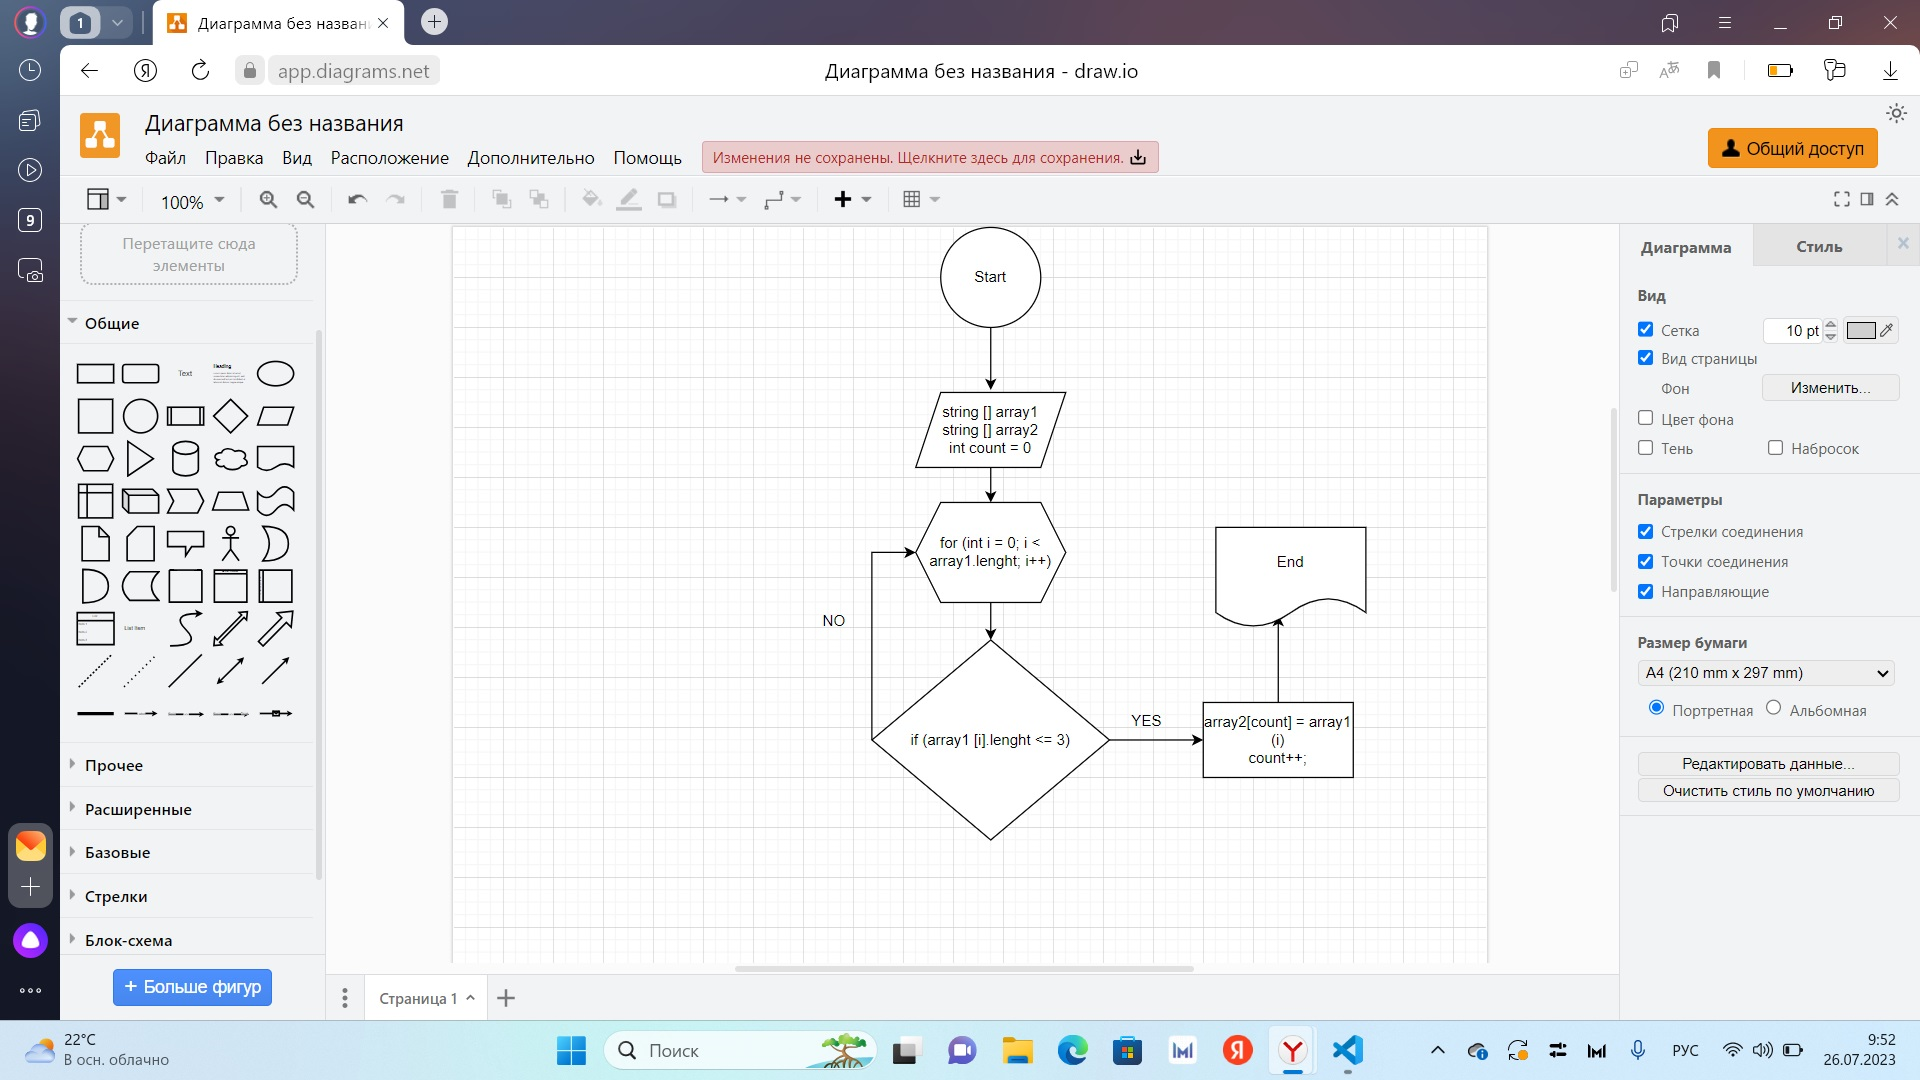 1
Диаграмма без назван
app.diagrams.net
Диаграмма без названия - draw.io
9
Диаграмма без названия
Файл Правка Вид Расположение Дополнительно Помощь
Изменения не сохранены. Щелкните здесь для сохранения.
Общий доступ
100%
Перетащите сюда
элементы
Общие
Text
Heading
List Item
Прочее
Расширенные
Базовые
Стрелки
Блок-схема
+ Больше фигур
Start
string [] array1
string [] array2
int count = 0
for (int i = 0; i <
array1.lenght; i++)
NO
if (array1 [i].lenght <= 3)
YES
array2[count] = array1
(i)
count++;
End
Диаграмма
Стиль
Вид
Сетка
10 pt
Вид страницы
Фон
Изменить...
Цвет фона
Тень
Набросок
Параметры
Стрелки соединения
Точки соединения
Направляющие
Размер бумаги
A4 (210 mm x 297 mm)
Портретная
Альбомная
Редактировать данные...
Очистить стиль по умолчанию
Страница 1
22°C
В осн. облачно
Поиск
РУС
9:52
26.07.2023